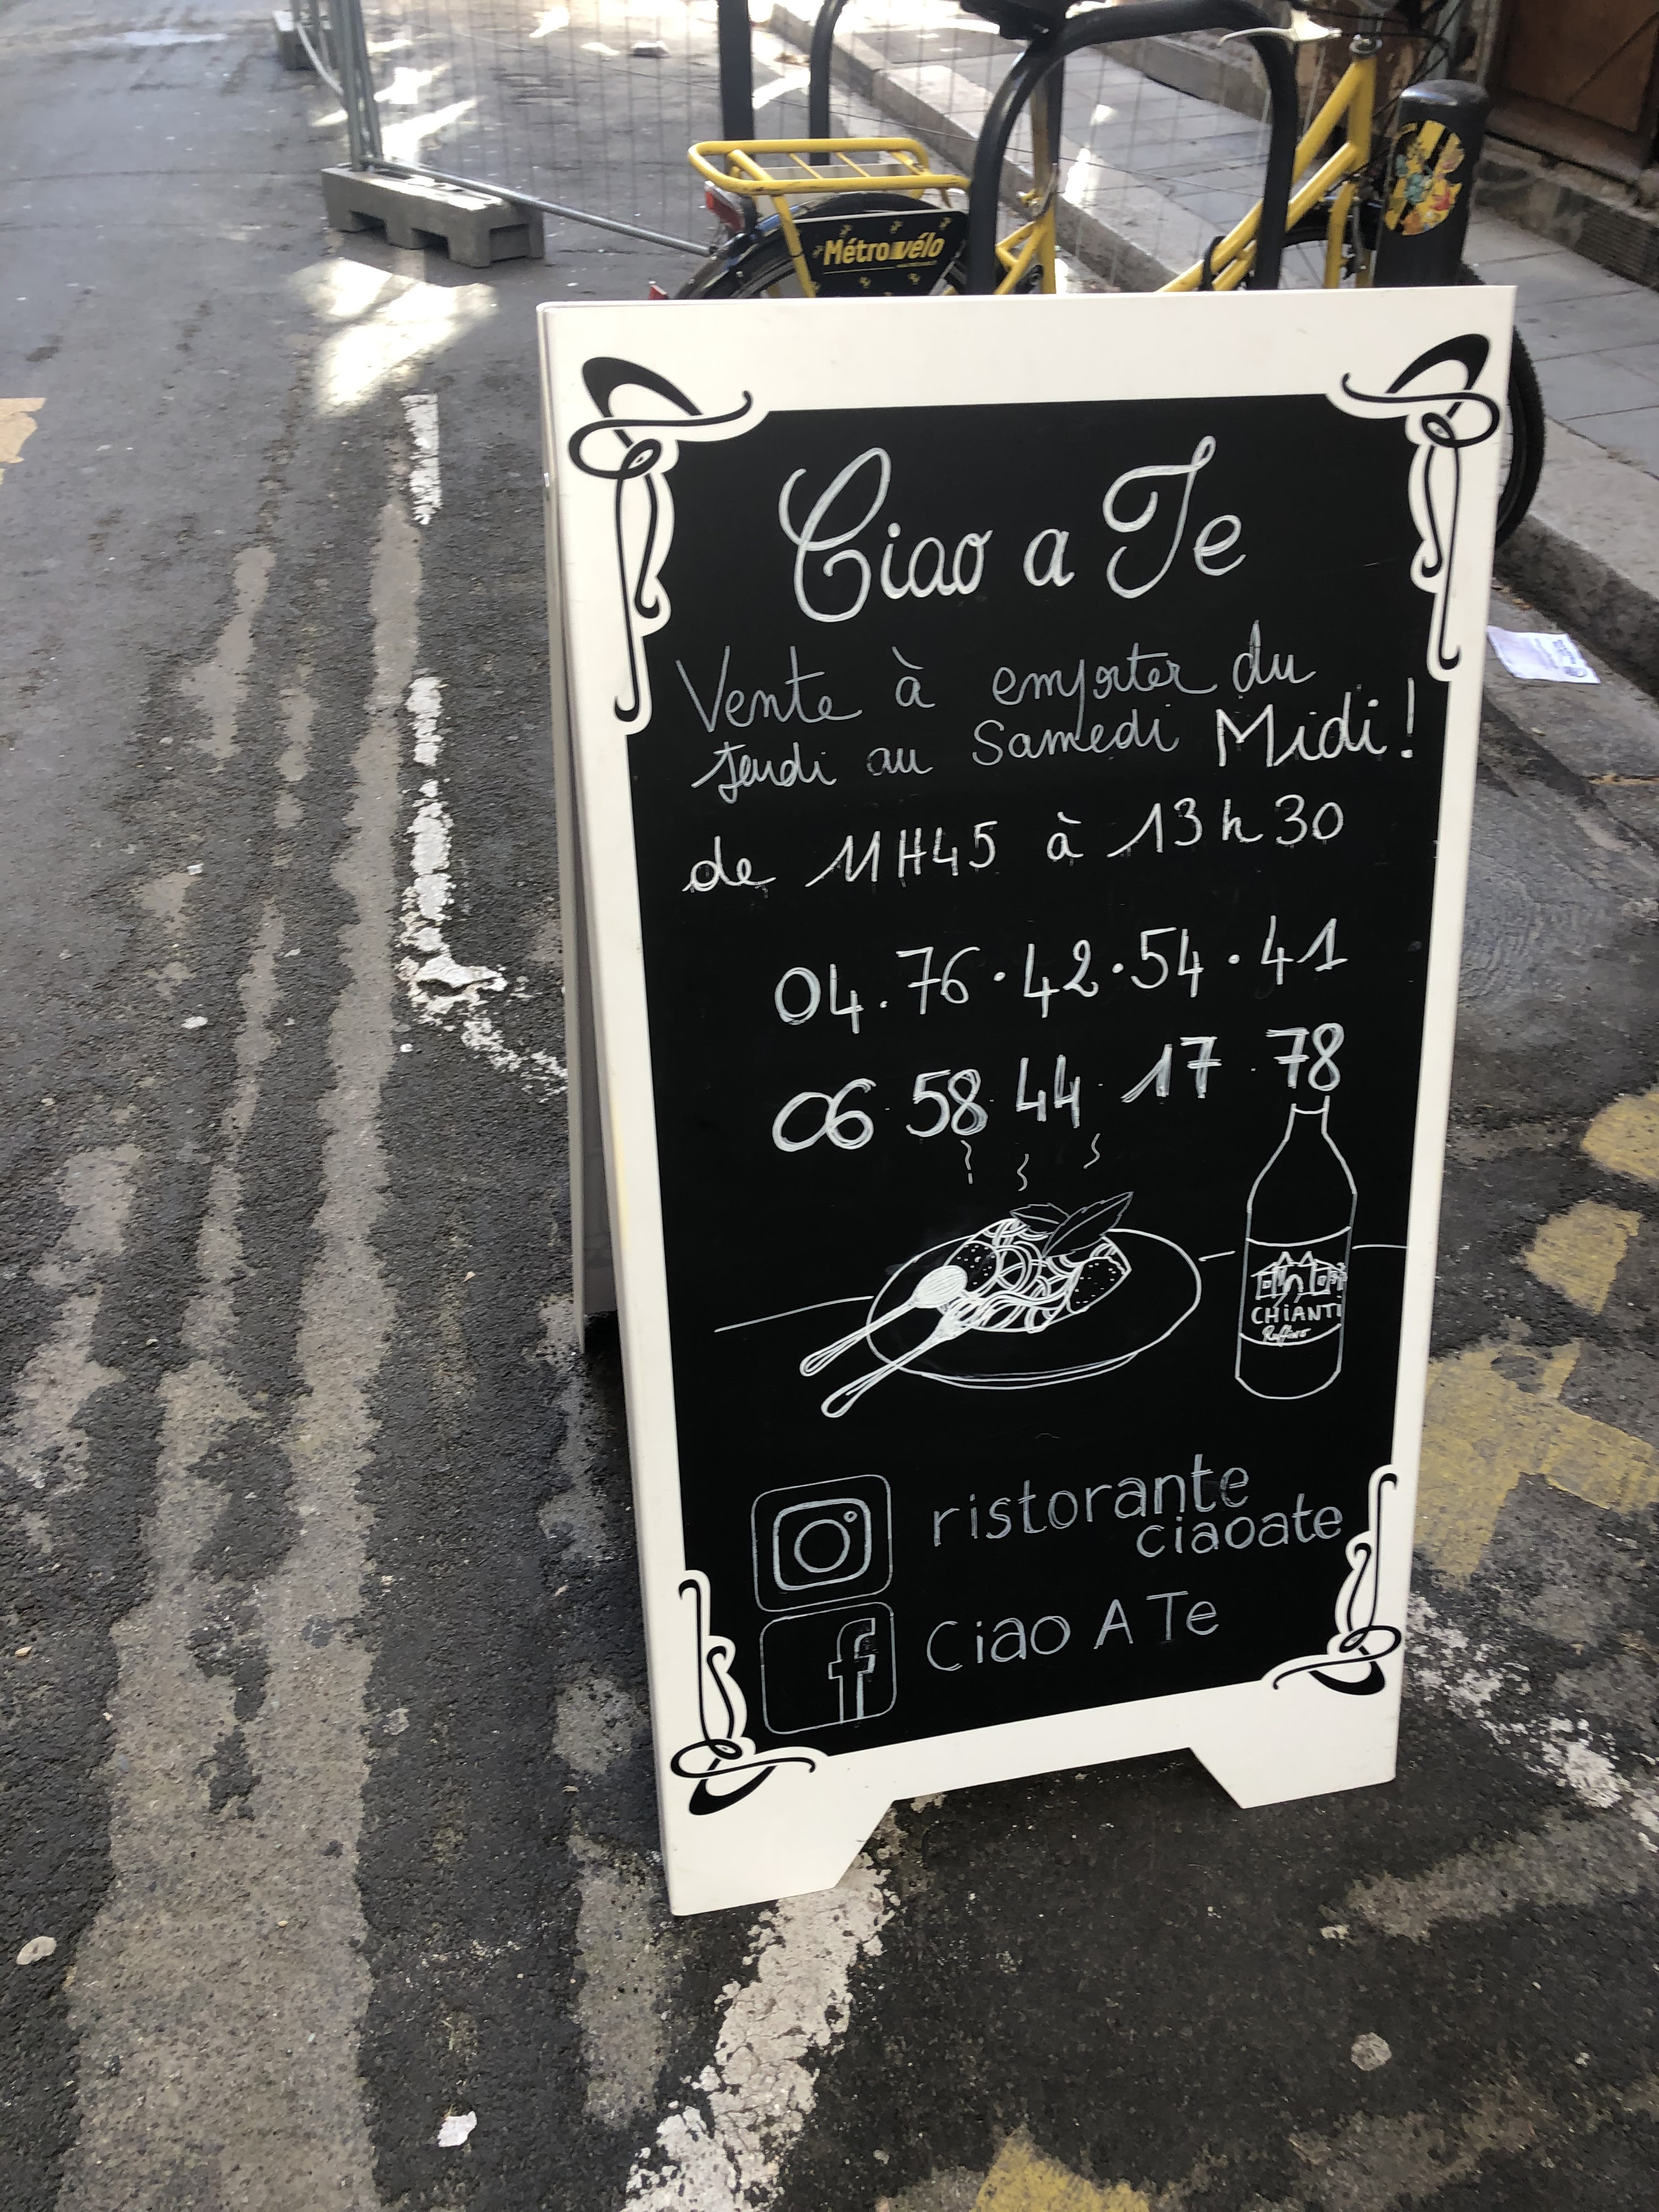 Métrovélo
Ciao a Te
Vente à emporter du
Jeudi au Samedi Midi!
de 11H45 à 13h30
04.76.42.54.41
06.58.44.17.78
CHIANTI
Ruffino
ristorante
ciaoate
Ciao A Te